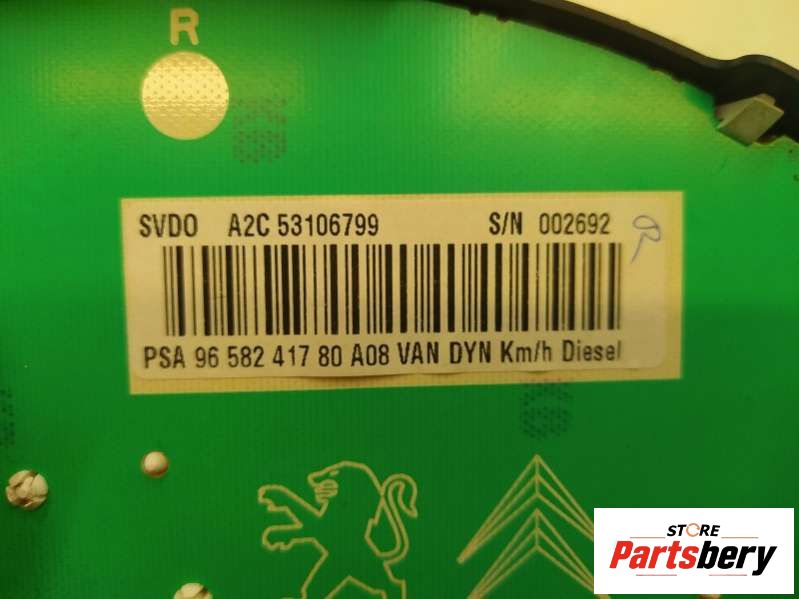 R
SVDO A2C 53106799 S/N 002692
PSA 96 582 417 80 A08 VAN DYN Km/h Diesel
STORE
Partsbery